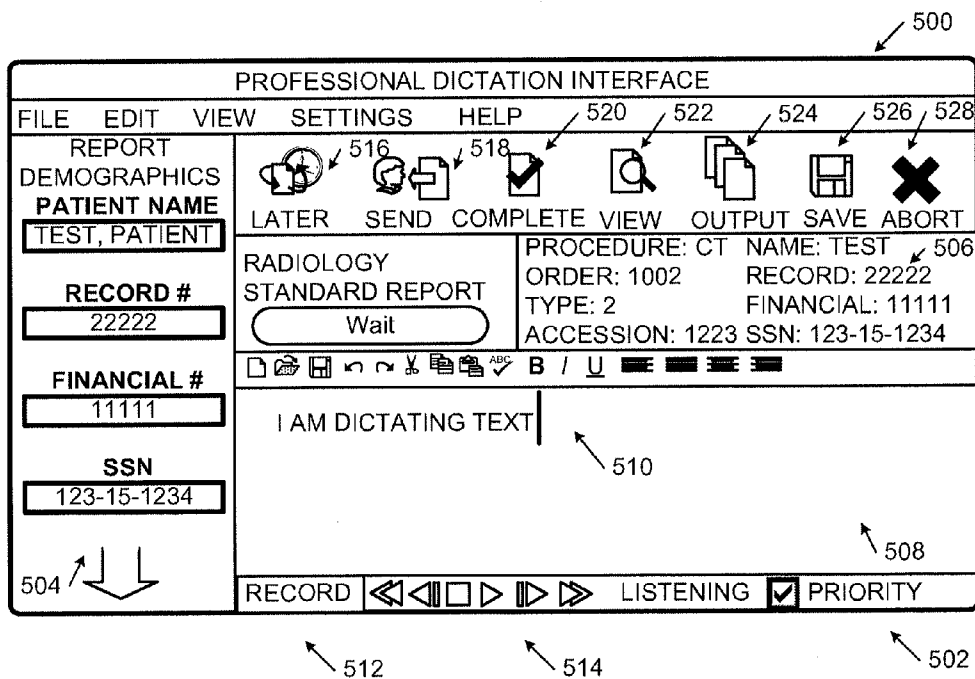 500
PROFESSIONAL DICTATION INTERFACE
FILE EDIT VIEW SETTINGS HELP
520 522 524 526 528
REPORT
DEMOGRAPHICS
PATIENT NAME
TEST, PATIENT
RECORD #
22222
FINANCIAL #
11111
SSN
123-15-1234
504
516 518
LATER SEND COMPLETE VIEW OUTPUT SAVE ABORT
RADIOLOGY
STANDARD REPORT
Wait
PROCEDURE: CT NAME: TEST
506
ORDER: 1002 RECORD: 22222
TYPE: 2 FINANCIAL: 11111
ACCESSION: 1223 SSN: 123-15-1234
ABC B I U
I AM DICTATING TEXT
510
508
RECORD LISTENING PRIORITY
512 514 502